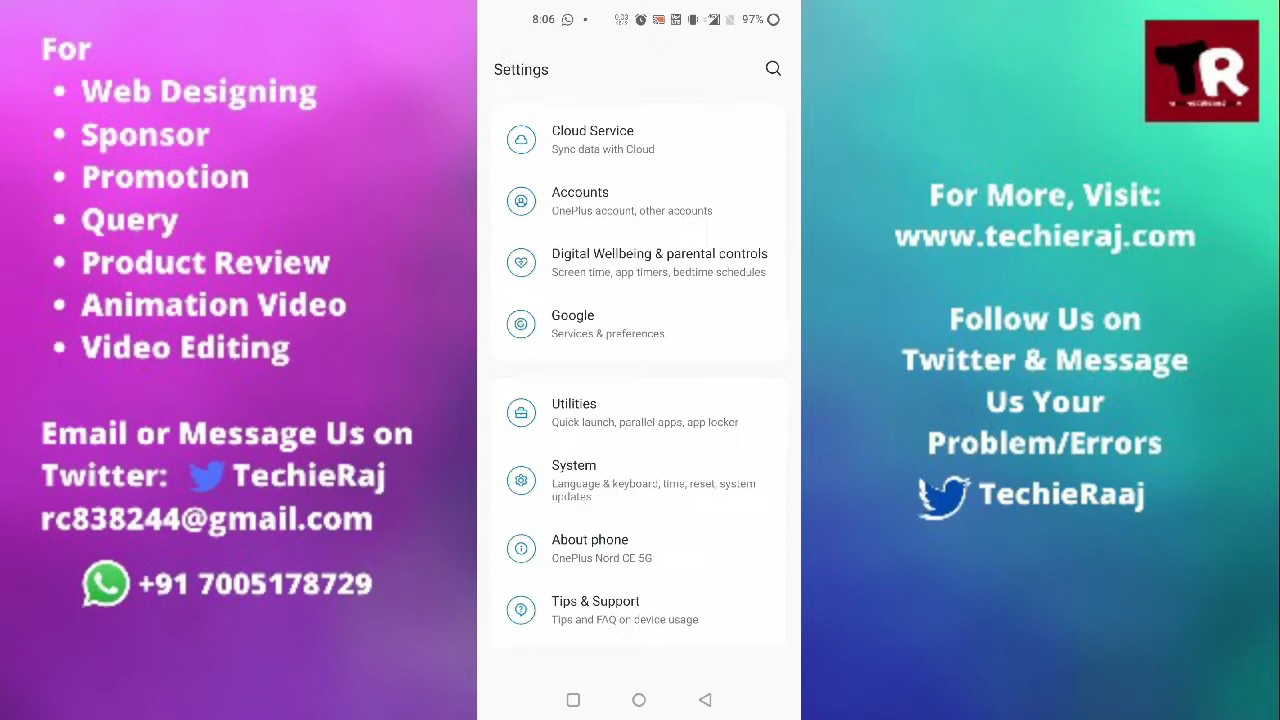 For
• Web Designing
• Sponsor
• Promotion
• Query
• Product Review
• Animation Video
• Video Editing
Email or Message Us on
Twitter: TechieRaj
rc838244@gmail.com
+91 7005178729
8:06
97%
Settings
Cloud Service
Sync data with Cloud
Accounts
OnePlus account, other accounts
Digital Wellbeing & parental controls
Screen time, app timers, bedtime schedules
Google
Services & preferences
Utilities
Quick launch, parallel apps, app locker
System
Language & keyboard, time, reset, system
updates
About phone
OnePlus Nord CE 5G
Tips & Support
Tips and FAQ on device usage
TR
For More, Visit:
www.techieraj.com
Follow Us on
Twitter & Message
Us Your
Problem/Errors
TechieRaaj